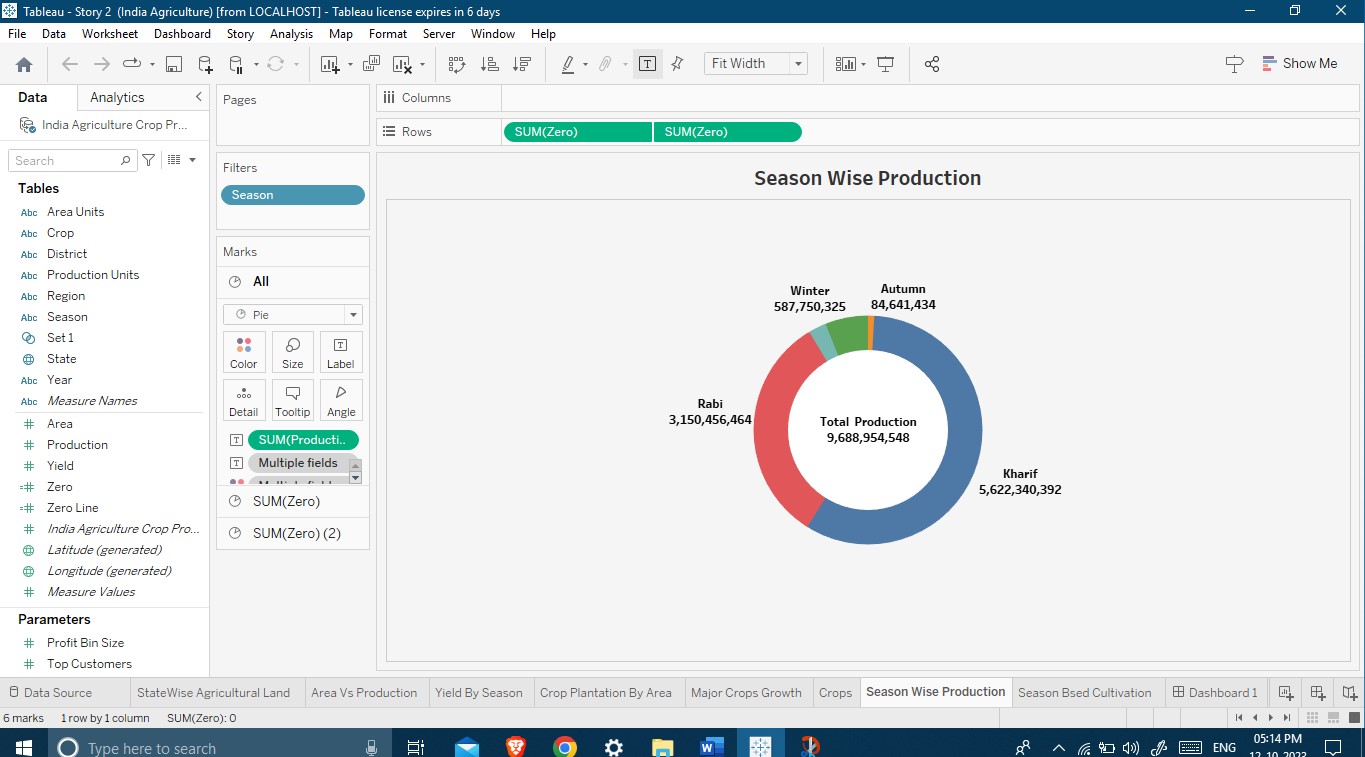 Tableau - Story 2 (India Agriculture) [from LOCALHOST] - Tableau license expires in 6 days
File Data Worksheet Dashboard Story Analysis Map Format Server Window Help
Fit Width
Show Me
Data Analytics
India Agriculture Crop Pr...
Search
Tables
Abc Area Units
Abc Crop
Abc District
Abc Production Units
Abc Region
Abc Season
Set 1
State
Abc Year
Abc Measure Names
# Area
# Production
# Yield
=# Zero
=# Zero Line
# India Agriculture Crop Pro...
Latitude (generated)
Longitude (generated)
# Measure Values
Parameters
# Profit Bin Size
# Top Customers
Pages
Filters
Season
Marks
All
Pie
Color Size Label
Detail Tooltip Angle
T SUM(Producti..
T Multiple fields
SUM(Zero)
SUM(Zero) (2)
Columns
Rows SUM(Zero) SUM(Zero)
Season Wise Production
Winter
587,750,325
Autumn
84,641,434
Rabi
3,150,456,464
Total Production
9,688,954,548
Kharif
5,622,340,392
Data Source StateWise Agricultural Land Area Vs Production Yield By Season Crop Plantation By Area Major Crops Growth Crops Season Wise Production Season Bsed Cultivation Dashboard 1
6 marks 1 row by 1 column SUM(Zero): 0
Type here to search
ENG
05:14 PM
12-10-2023